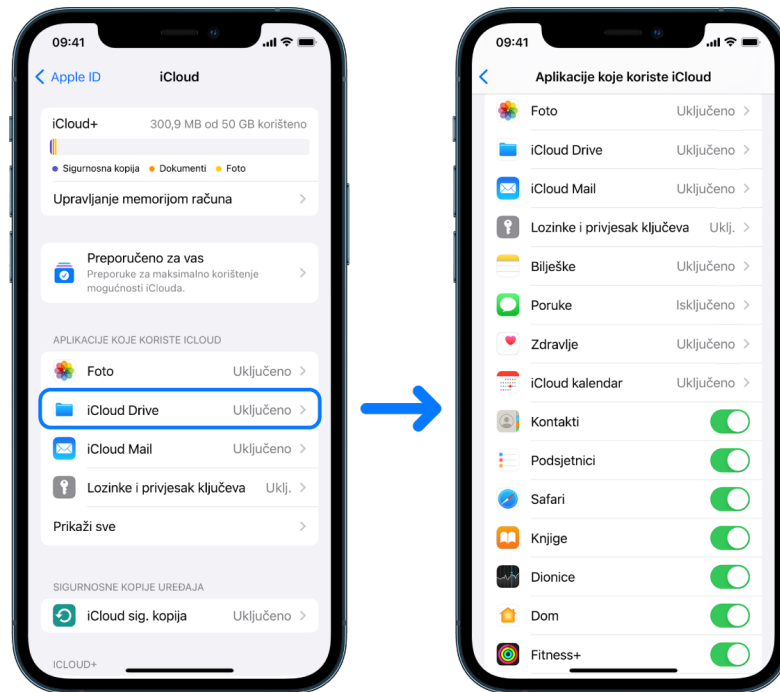 09:41
Apple ID
iCloud
iCloud+ 300,9 MB od 50 GB korišteno
Sigurnosna kopija Dokumenti Foto
Upravljanje memorijom računa
Preporučeno za vas
Preporuke za maksimalno korištenje
mogućnosti iClouda.
APLIKACIJE KOJE KORISTE ICLOUD
Foto Uključeno
iCloud Drive Uključeno
iCloud Mail Uključeno
Lozinke i privjesak ključeva Uklj.
Prikaži sve
SIGURNOSNE KOPIJE UREĐAJA
iCloud sig. kopija Uključeno
ICLOUD+
09:41
Aplikacije koje koriste iCloud
Foto Uključeno
iCloud Drive Uključeno
iCloud Mail Uključeno
Lozinke i privjesak ključeva Uklj.
Bilješke Uključeno
Poruke Isključeno
Zdravlje Uključeno
iCloud kalendar Uključeno
Kontakti
Podsjetnici
Safari
Knjige
Dionice
Dom
Fitness+